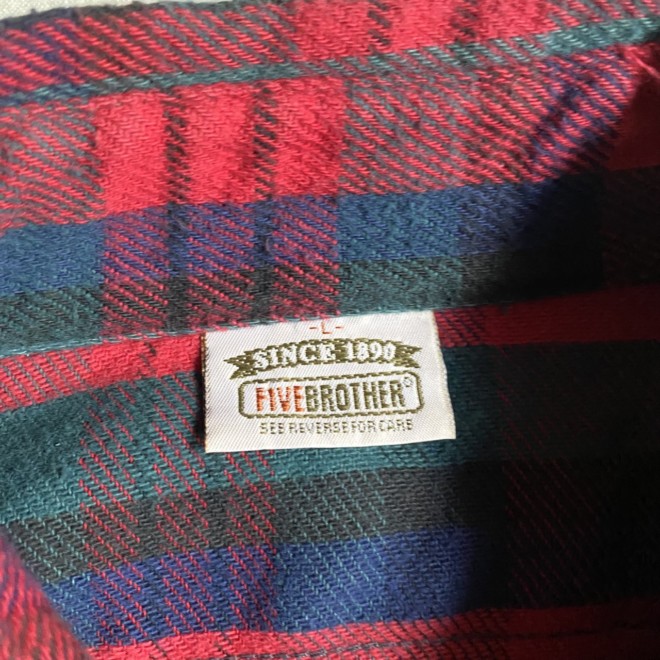 -L-
SINCE 1890
FIVEBROTHER®
SEE REVERSE FOR CARE